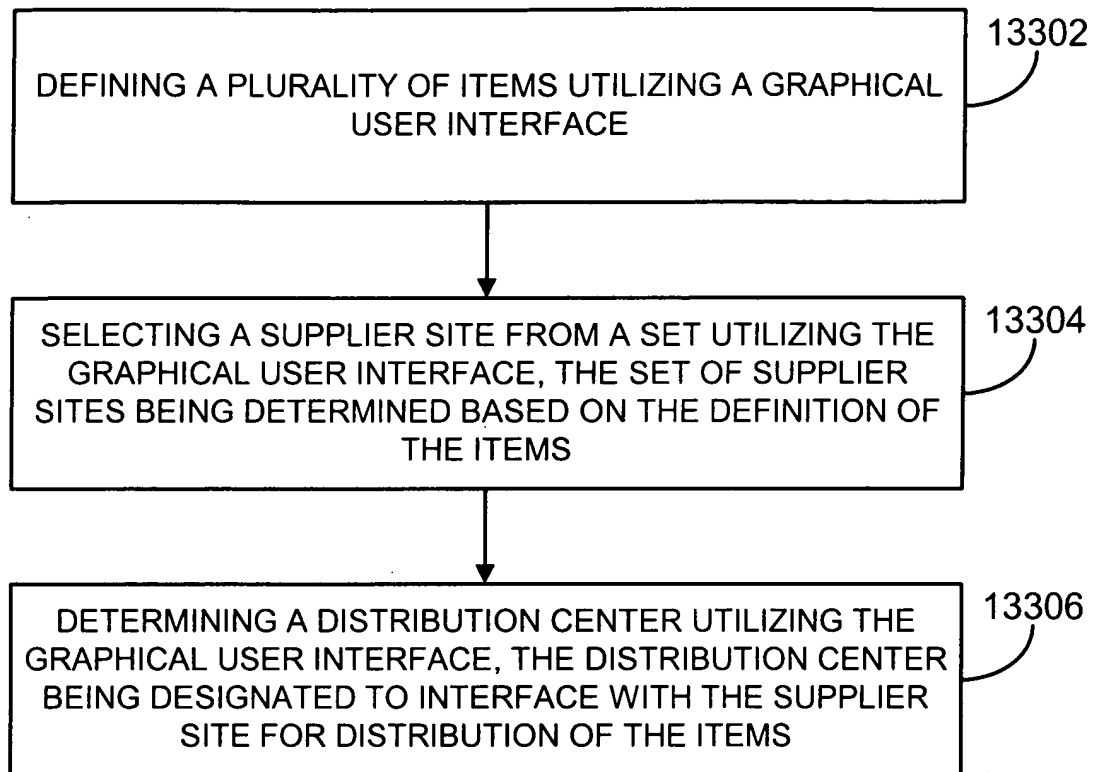 13302
DEFINING A PLURALITY OF ITEMS UTILIZING A GRAPHICAL
USER INTERFACE
13304
SELECTING A SUPPLIER SITE FROM A SET UTILIZING THE
GRAPHICAL USER INTERFACE, THE SET OF SUPPLIER
SITES BEING DETERMINED BASED ON THE DEFINITION OF
THE ITEMS
13306
DETERMINING A DISTRIBUTION CENTER UTILIZING THE
GRAPHICAL USER INTERFACE, THE DISTRIBUTION CENTER
BEING DESIGNATED TO INTERFACE WITH THE SUPPLIER
SITE FOR DISTRIBUTION OF THE ITEMS